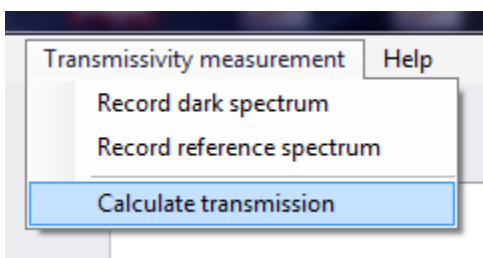 Transmissivity measurement Help
Record dark spectrum
Record reference spectrum
Calculate transmission